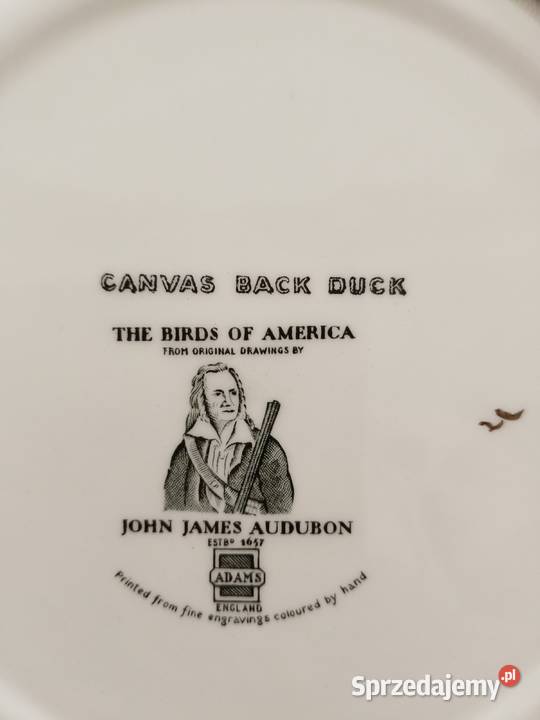 CANVAS BACK DUCK
THE BIRDS OF AMERICA
FROM ORIGINAL DRAWINGS BY
JOHN JAMES AUDUBON
ESTBD 1657
ADAMS
ENGLAND
Printed from fine engravings coloured by hand
Sprzedajemy.pl